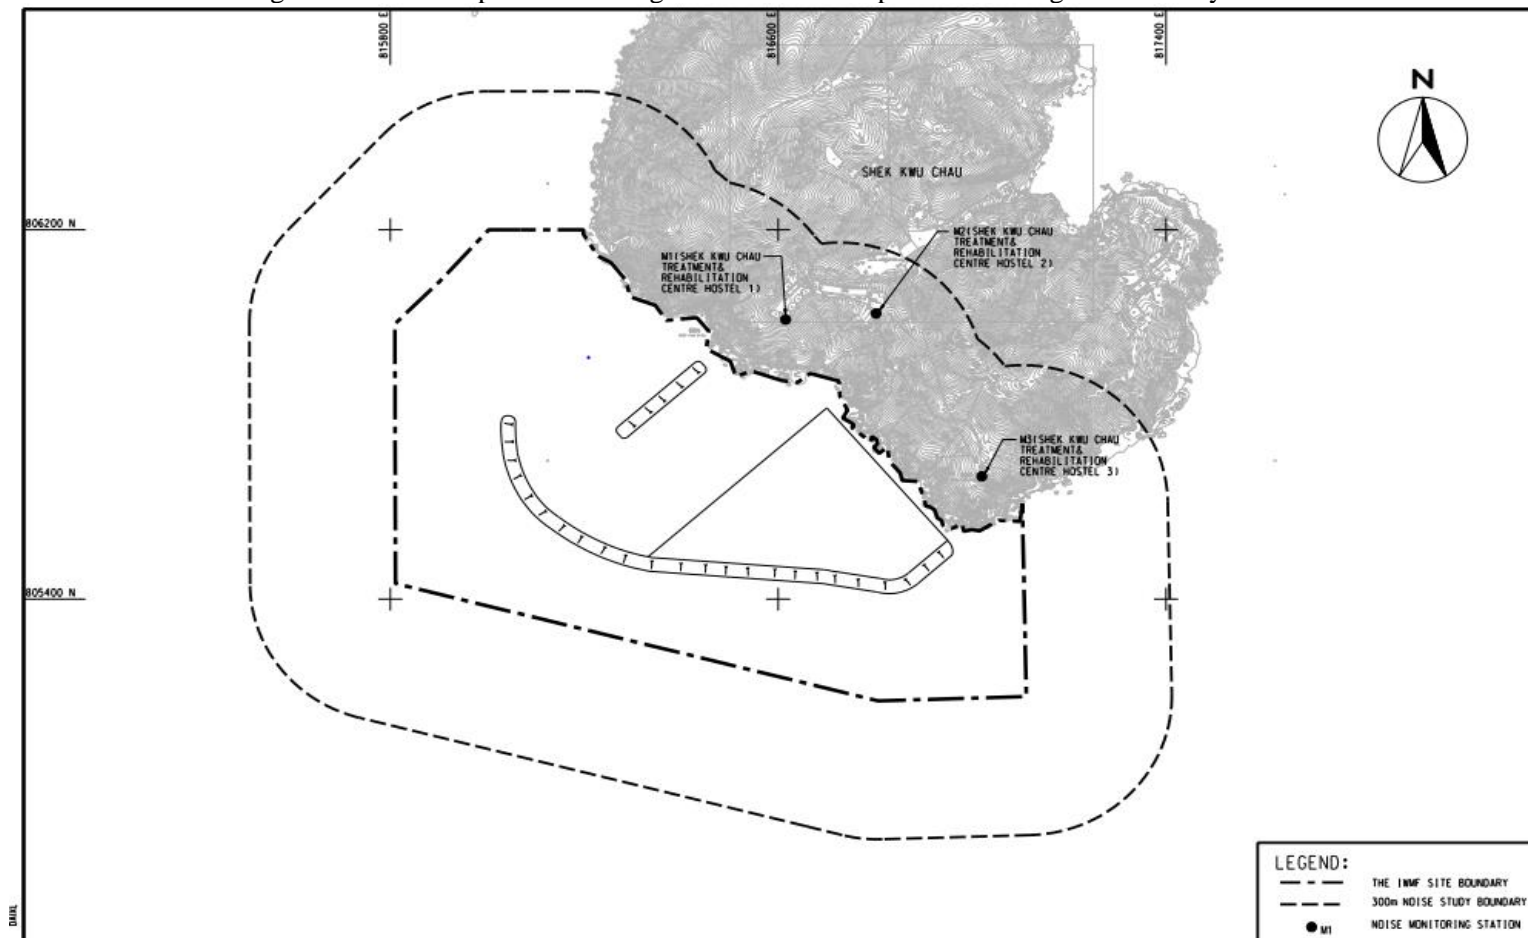 815800 E
816600 E
817400 E
N
SHEK KWU CHAU
806200 N
M1(SHEK KWU CHAU
TREATMENT&
REHABILITATION
CENTRE HOSTEL 1)
M2(SHEK KWU CHAU
TREATMENT&
REHABILITATION
CENTRE HOSTEL 2)
M3(SHEK KWU CHAU
TREATMENT&
REHABILITATION
CENTRE HOSTEL 3)
805400 N
LEGEND:
THE IWMF SITE BOUNDARY
300m NOISE STUDY BOUNDARY
M1 NOISE MONITORING STATION